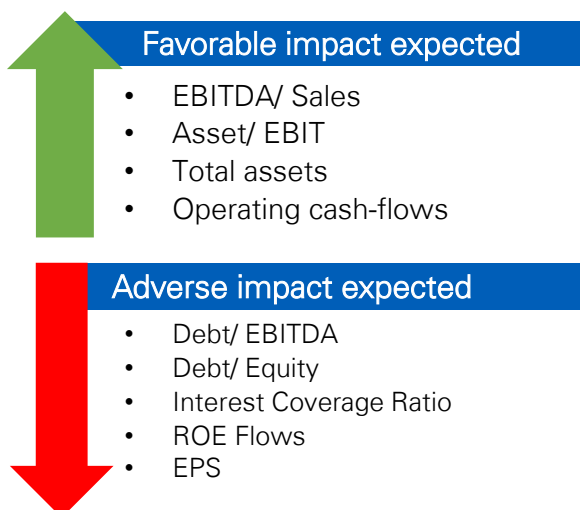 Favorable impact expected
• EBITDA/ Sales
• Asset/ EBIT
• Total assets
• Operating cash-flows
Adverse impact expected
• Debt/ EBITDA
• Debt/ Equity
• Interest Coverage Ratio
• ROE Flows
• EPS